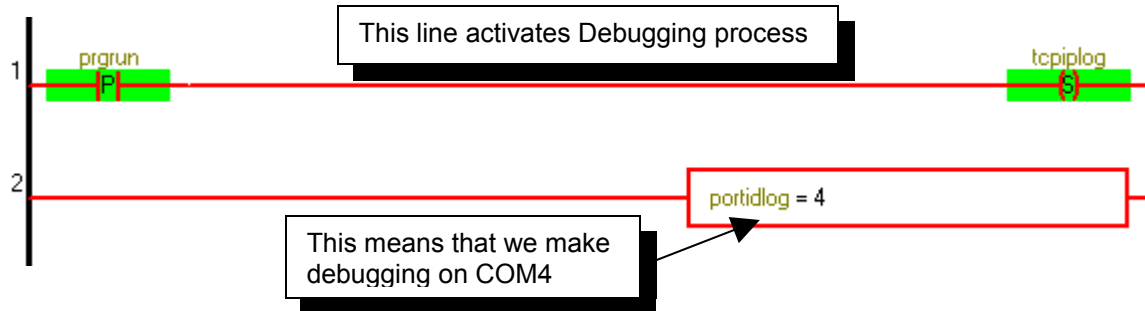 This line activates Debugging process
prgrun
tcpiplog
1
P
S
2
portidlog = 4
This means that we make
debugging on COM4